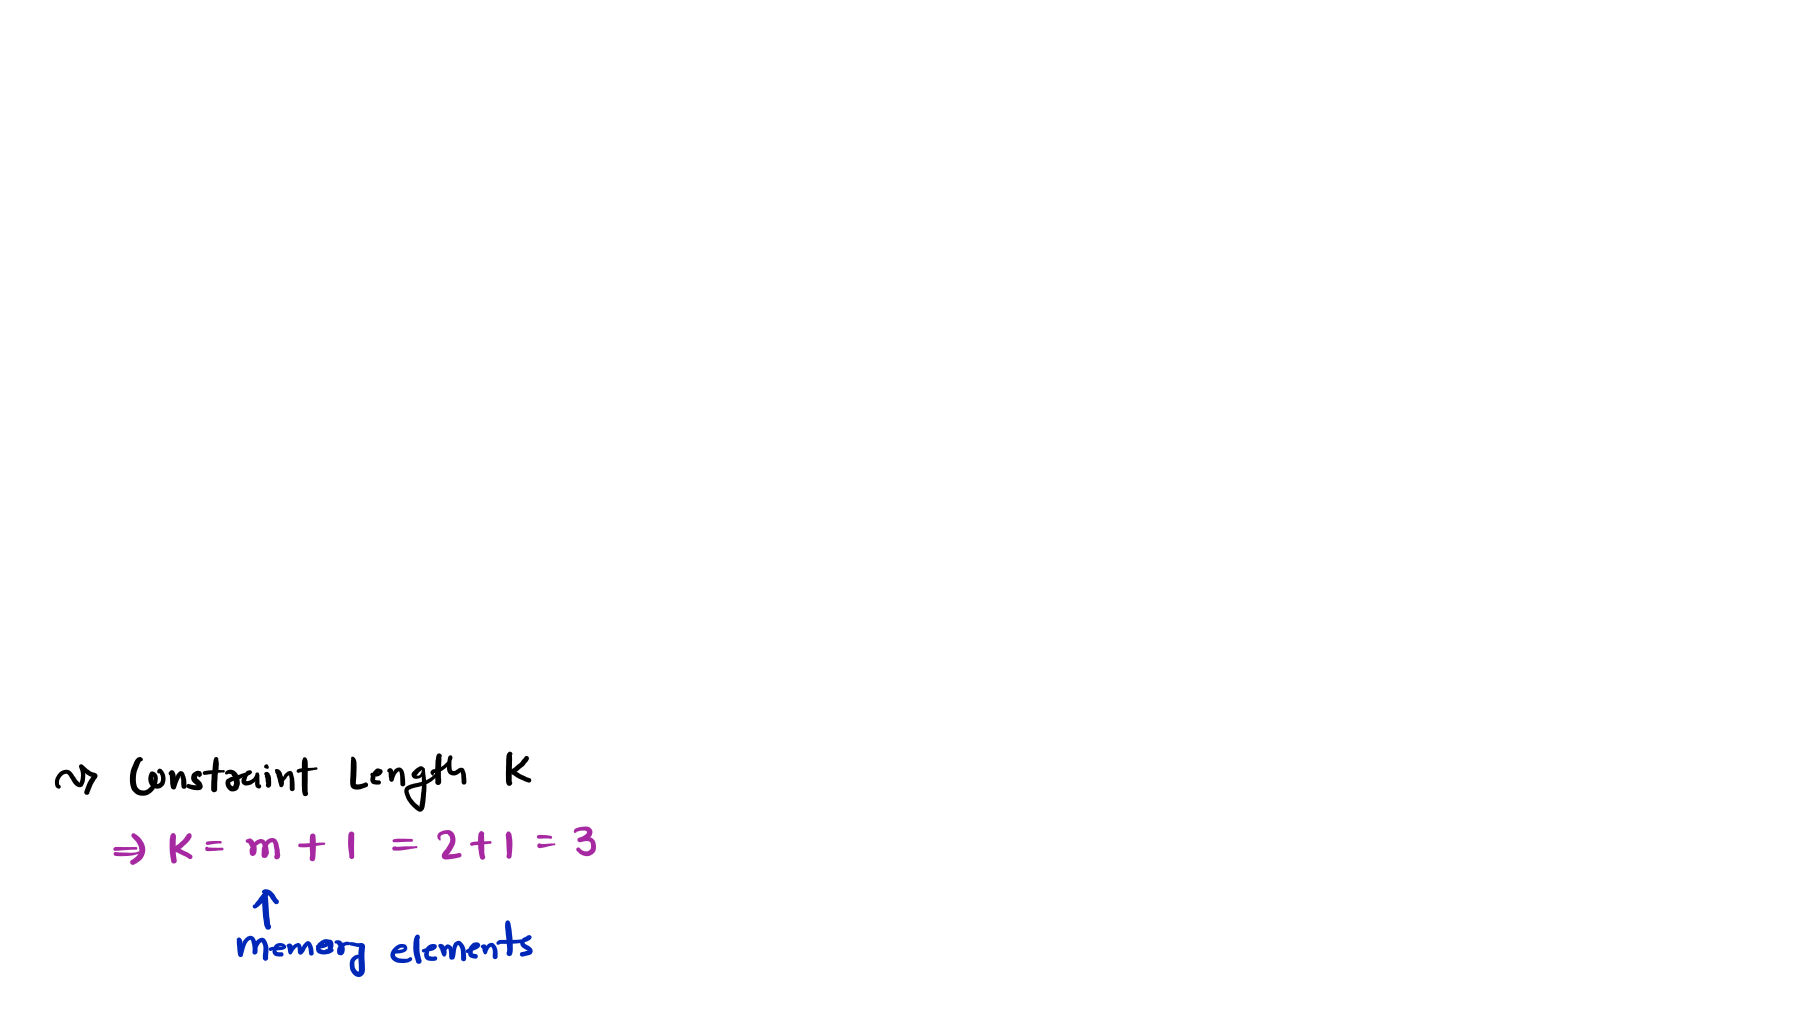 ~> Constraint Length K
⇒ K = m + 1 = 2 + 1 = 3
↑
memory elements